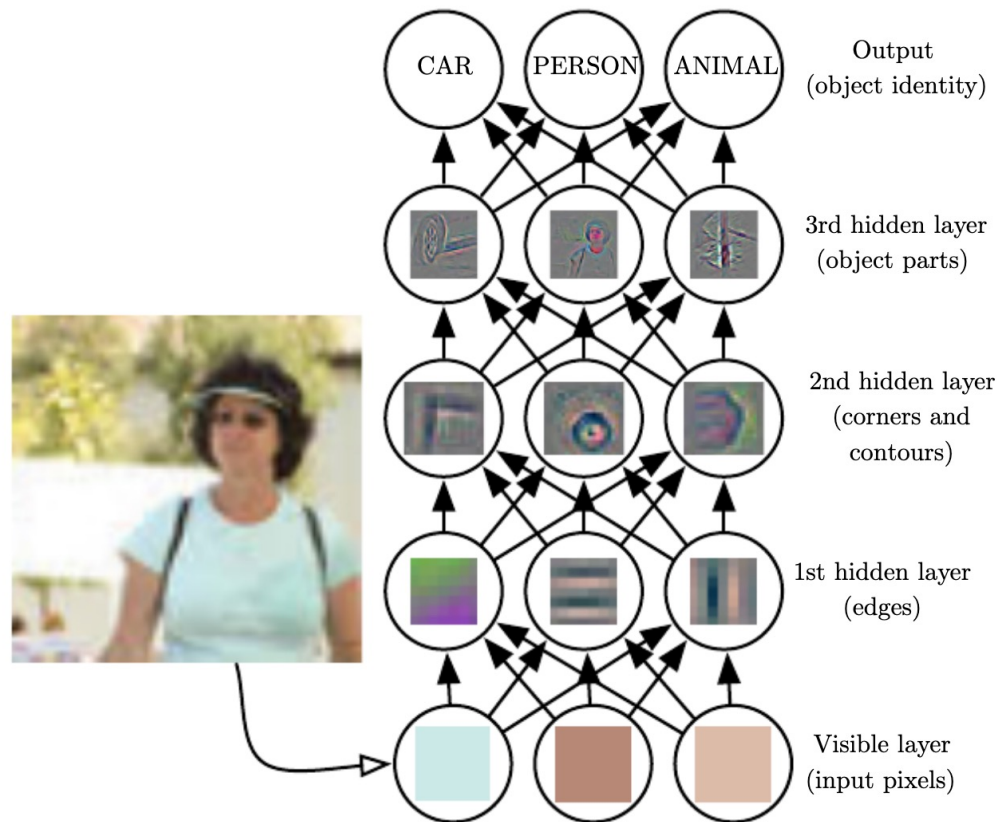 CAR
PERSON
ANIMAL
Output
(object identity)
3rd hidden layer
(object parts)
2nd hidden layer
(corners and
contours)
1st hidden layer
(edges)
Visible layer
(input pixels)